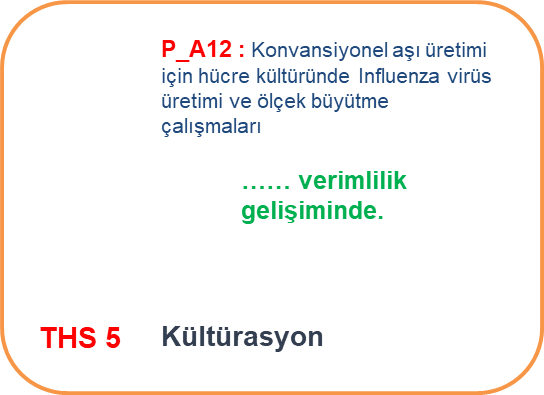 P_A12 : Konvansiyonel aşı üretimi
için hücre kültüründe Influenza virüs
üretimi ve ölçek büyütme
çalışmaları
…… verimlilik
gelişiminde.
THS 5 Kültürasyon